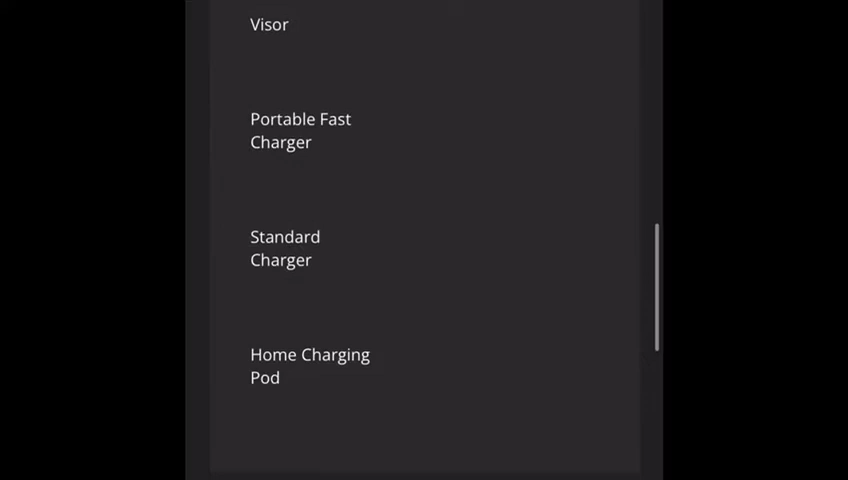 Visor
Portable Fast
Charger
Standard
Charger
Home Charging
Pod